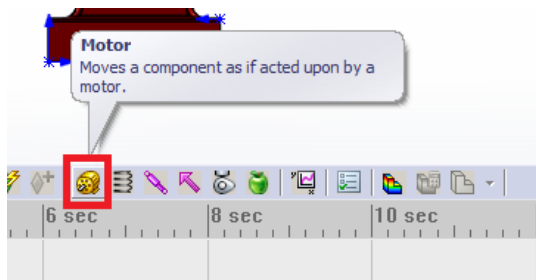 Motor
Moves a component as if acted upon by a
motor.
6 sec
8 sec
10 sec